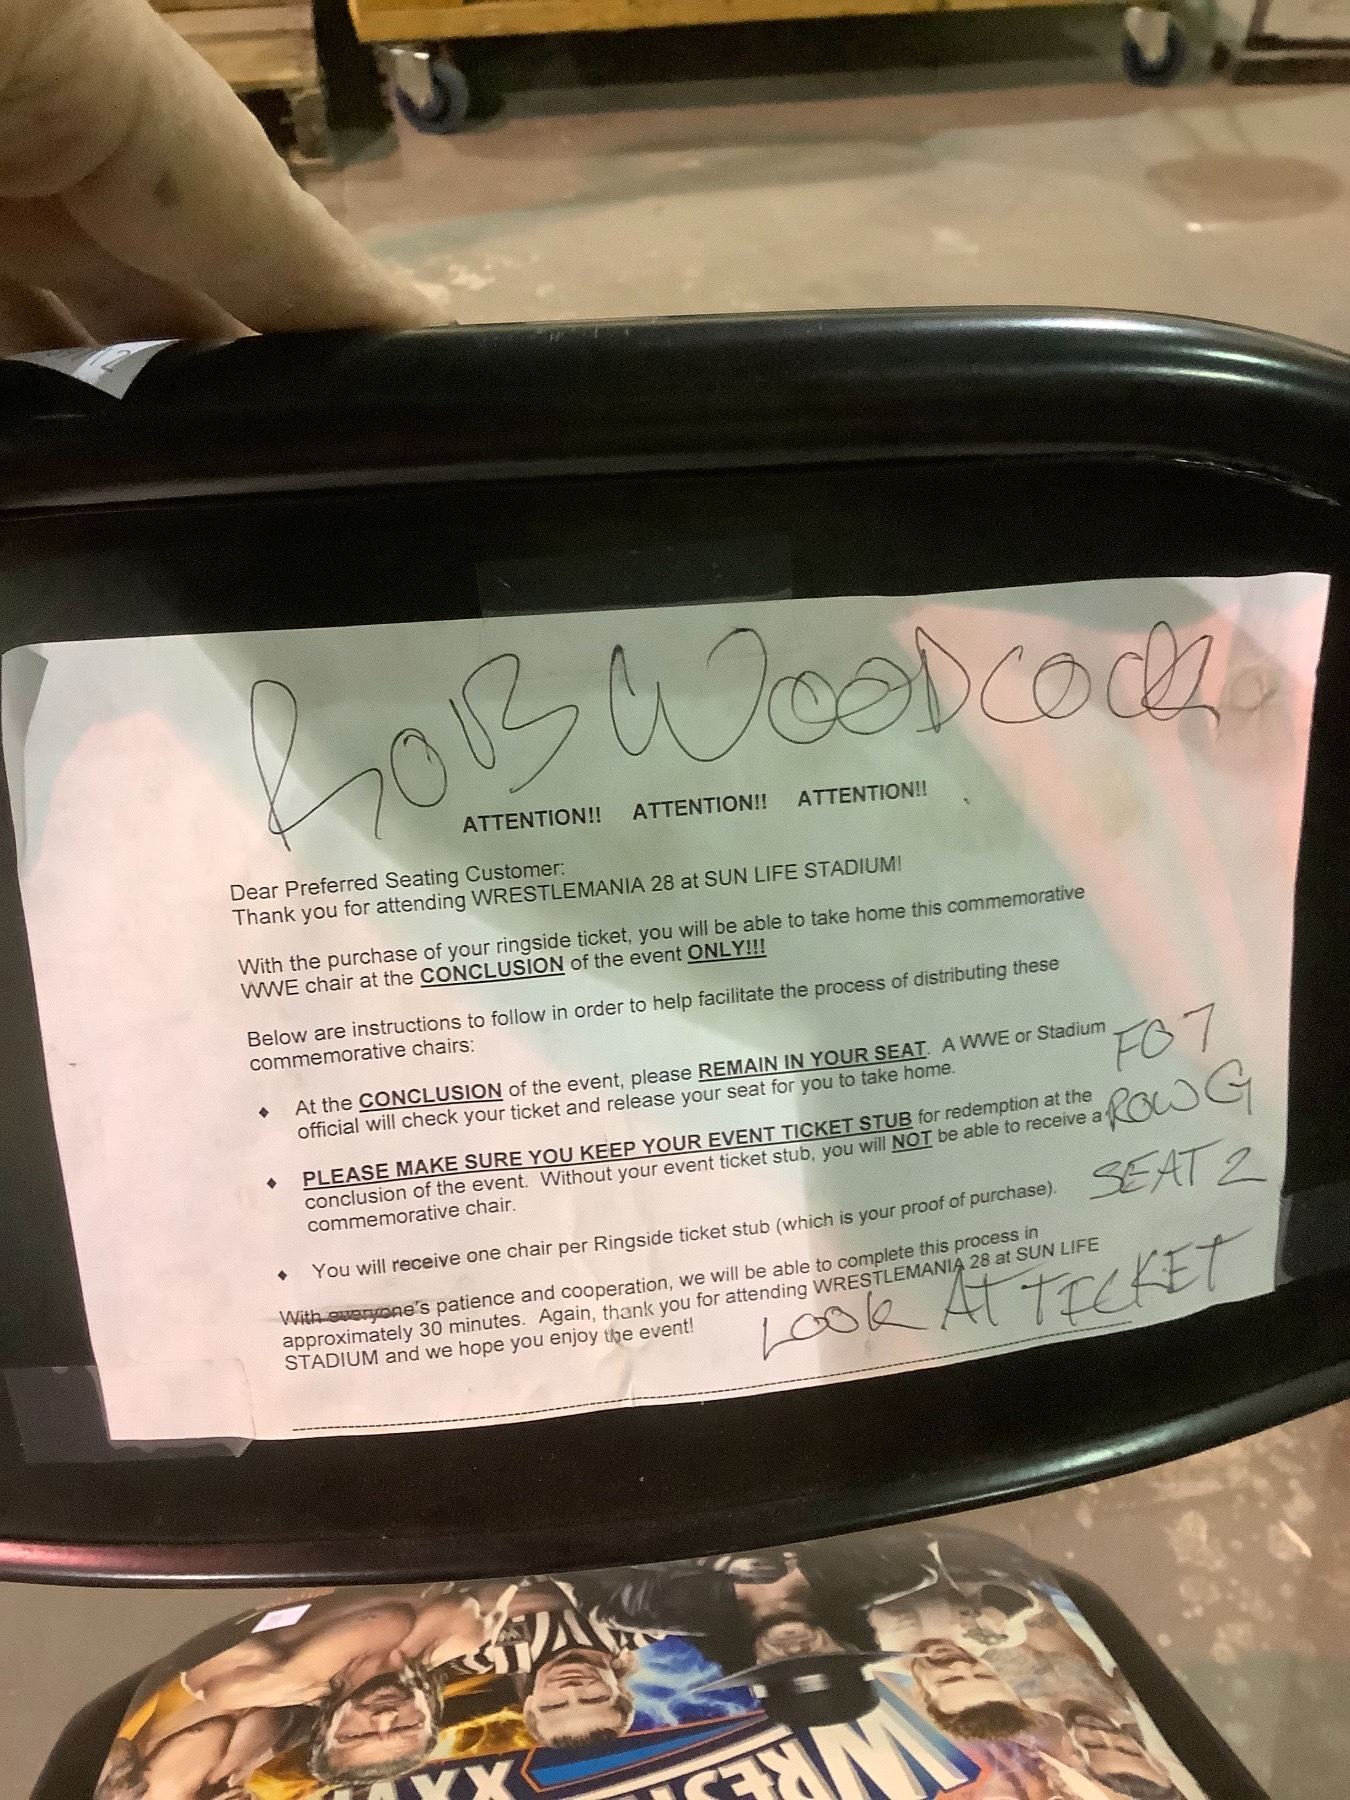 ROB WOODCOCK
ATTENTION!! ATTENTION!! ATTENTION!!
Dear Preferred Seating Customer:
Thank you for attending WRESTLEMANIA 28 at SUN LIFE STADIUM!
With the purchase of your ringside ticket, you will be able to take home this commemorative
WWE chair at the CONCLUSION of the event ONLY!!!
Below are instructions to follow in order to help facilitate the process of distributing these
commemorative chairs:
♦ At the CONCLUSION of the event, please REMAIN IN YOUR SEAT. A WWE or Stadium
official will check your ticket and release your seat for you to take home.
♦ PLEASE MAKE SURE YOU KEEP YOUR EVENT TICKET STUB for redemption at the
conclusion of the event. Without your event ticket stub, you will NOT be able to receive a
commemorative chair.
♦ You will receive one chair per Ringside ticket stub (which is your proof of purchase).
With everyone's patience and cooperation, we will be able to complete this process in
approximately 30 minutes. Again, thank you for attending WRESTLEMANIA 28 at SUN LIFE
STADIUM and we hope you enjoy the event!
FO7
ROW G
SEAT 2
LOOK AT TICKET